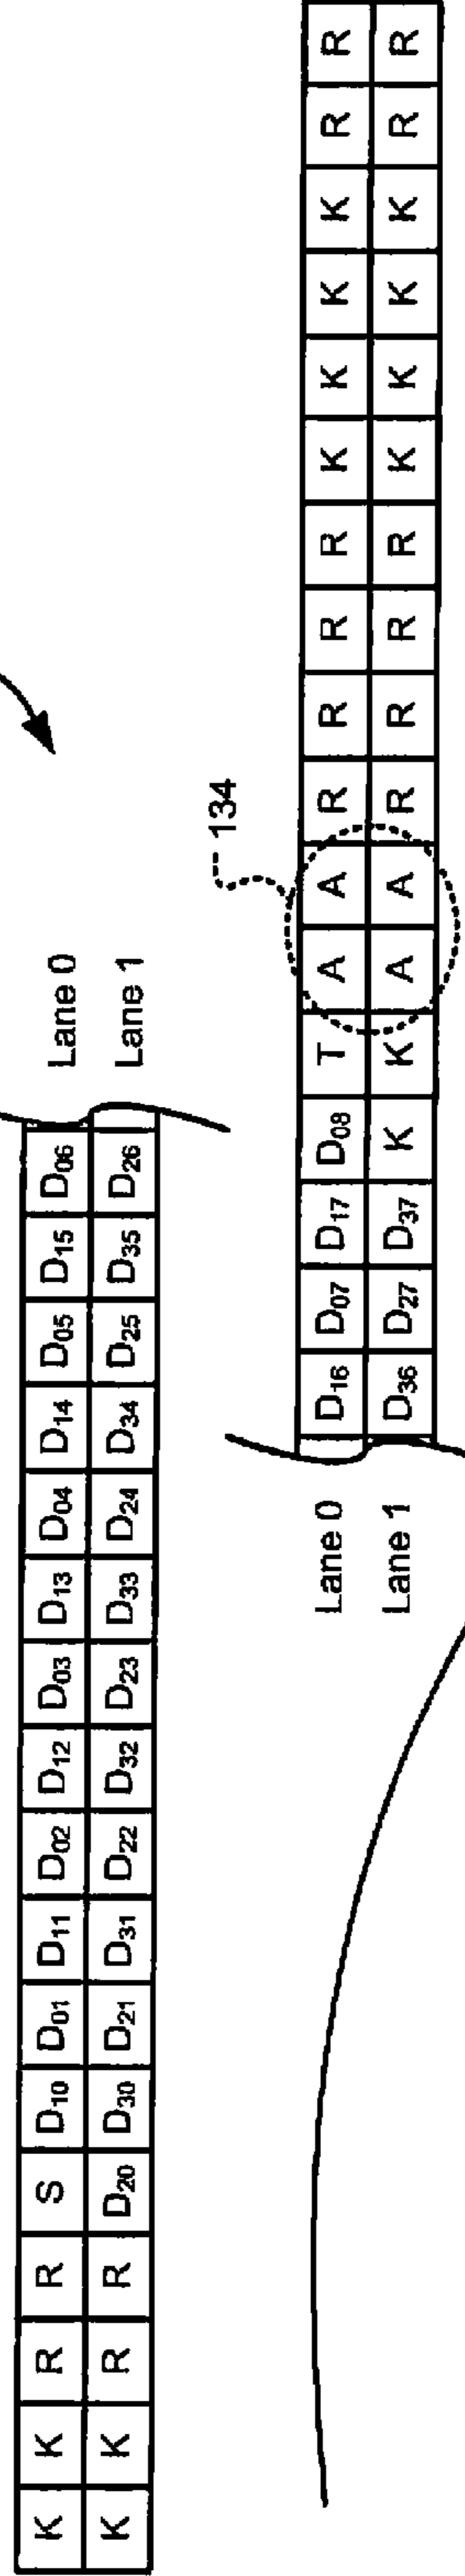 K K R R S D10 D01 D11 D02 D12 D03 D13 D04 D14 D05 D15 D06 Lane 0
K K R R D20 D30 D21 D31 D22 D32 D23 D33 D24 D34 D25 D35 D26 Lane 1
134
Lane 0 D16 D07 D17 D08 T A A R R R R K K K K R R
Lane 1 D36 D27 D37 K K A A R R R R K K K K R R